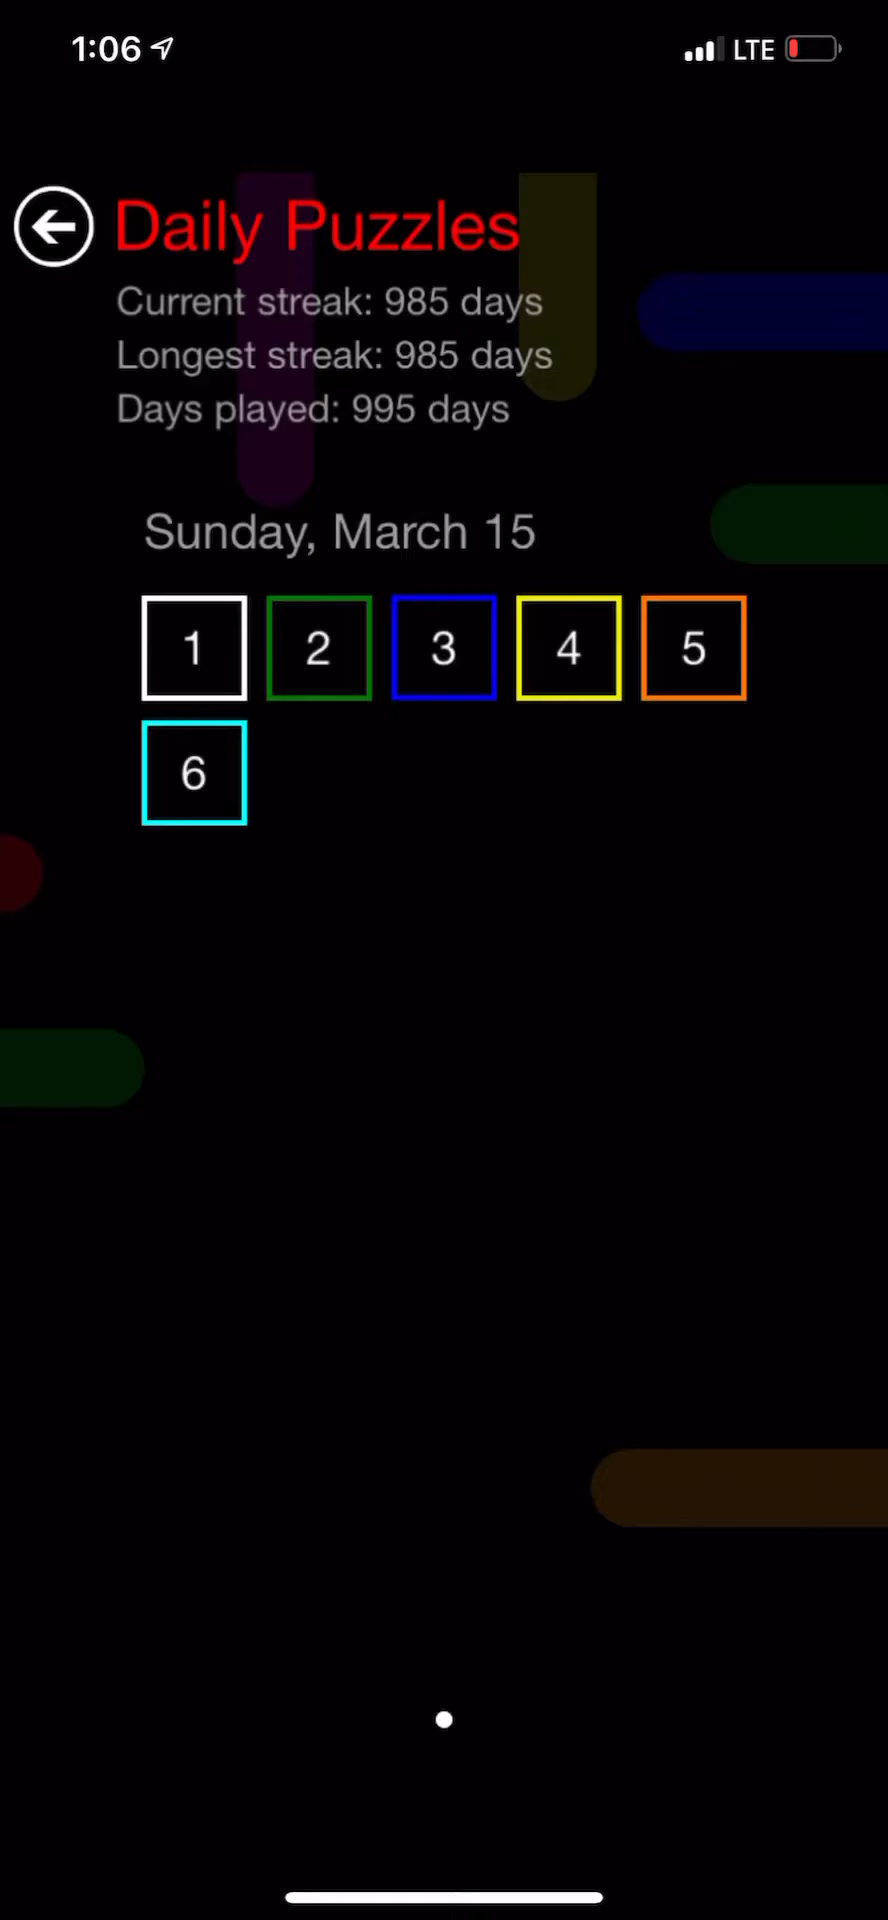 1:06 LTE
Daily Puzzles
Current streak: 985 days
Longest streak: 985 days
Days played: 995 days
Sunday, March 15
1 2 3 4 5
6